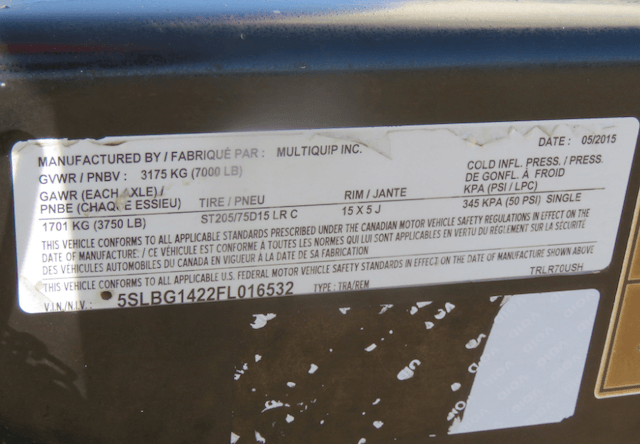 MANUFACTURED BY / FABRIQUÉ PAR : MULTIQUIP INC. DATE : 05/2015
GVWR / PNBV : 3175 KG (7000 LB)
COLD INFL. PRESS. / PRESS.
DE GONFL. À FROID
KPA (PSI / LPC)
GAWR (EACH AXLE) /
PNBE (CHAQUE ESSIEU)
TIRE / PNEU
RIM / JANTE
1701 KG (3750 LB) ST205/75D15 LR C 15 X 5 J 345 KPA (50 PSI) SINGLE
THIS VEHICLE CONFORMS TO ALL APPLICABLE STANDARDS PRESCRIBED UNDER THE CANADIAN MOTOR VEHICLE SAFETY REGULATIONS IN EFFECT ON THE
DATE OF MANUFACTURE. / CE VÉHICULE EST CONFORME À TOUTES LES NORMES QUI LUI SONT APPLICABLES EN VERTU DU RÈGLEMENT SUR LA SÉCURITÉ
DES VÉHICULES AUTOMOBILES DU CANADA EN VIGUEUR À LA DATE DE SA FABRICATION
THIS VEHICLE CONFORMS TO ALL APPLICABLE U.S. FEDERAL MOTOR VEHICLE SAFETY STANDARDS IN EFFECT ON THE DATE OF MANUFACTURE.
V.I.N./N.I.V.: 5SLBG1422FL016532 TYPE : TRA/REM TRLR70USH